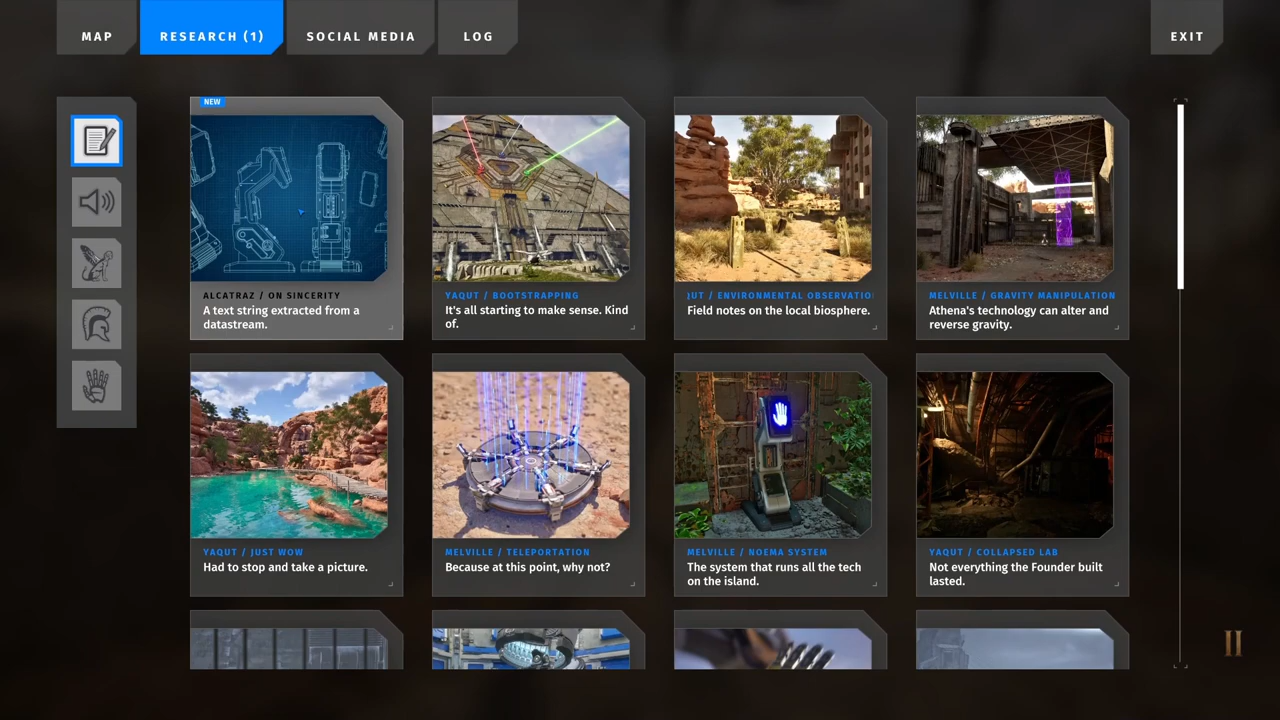 MAP
RESEARCH (1)
SOCIAL MEDIA
LOG
EXIT
NEW
ALCATRAZ / ON SINCERITY
A text string extracted from a
datastream.
YAQUT / BOOTSTRAPPING
It's all starting to make sense. Kind
of.
UT / ENVIRONMENTAL OBSERVATIO
Field notes on the local biosphere.
MELVILLE / GRAVITY MANIPULATION
Athena's technology can alter and
reverse gravity.
YAQUT / JUST WOW
Had to stop and take a picture.
MELVILLE / TELEPORTATION
Because at this point, why not?
MELVILLE / NOEMA SYSTEM
The system that runs all the tech
on the island.
YAQUT / COLLAPSED LAB
Not everything the Founder built
lasted.
II